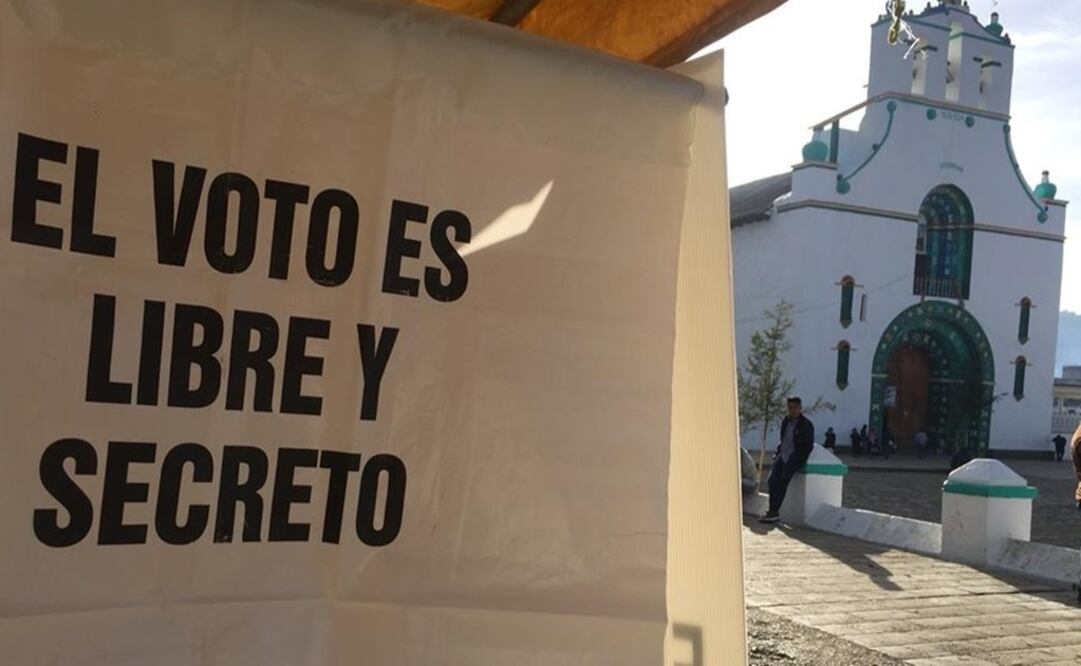 EL VOTO ES
LIBRE Y
SECRETO